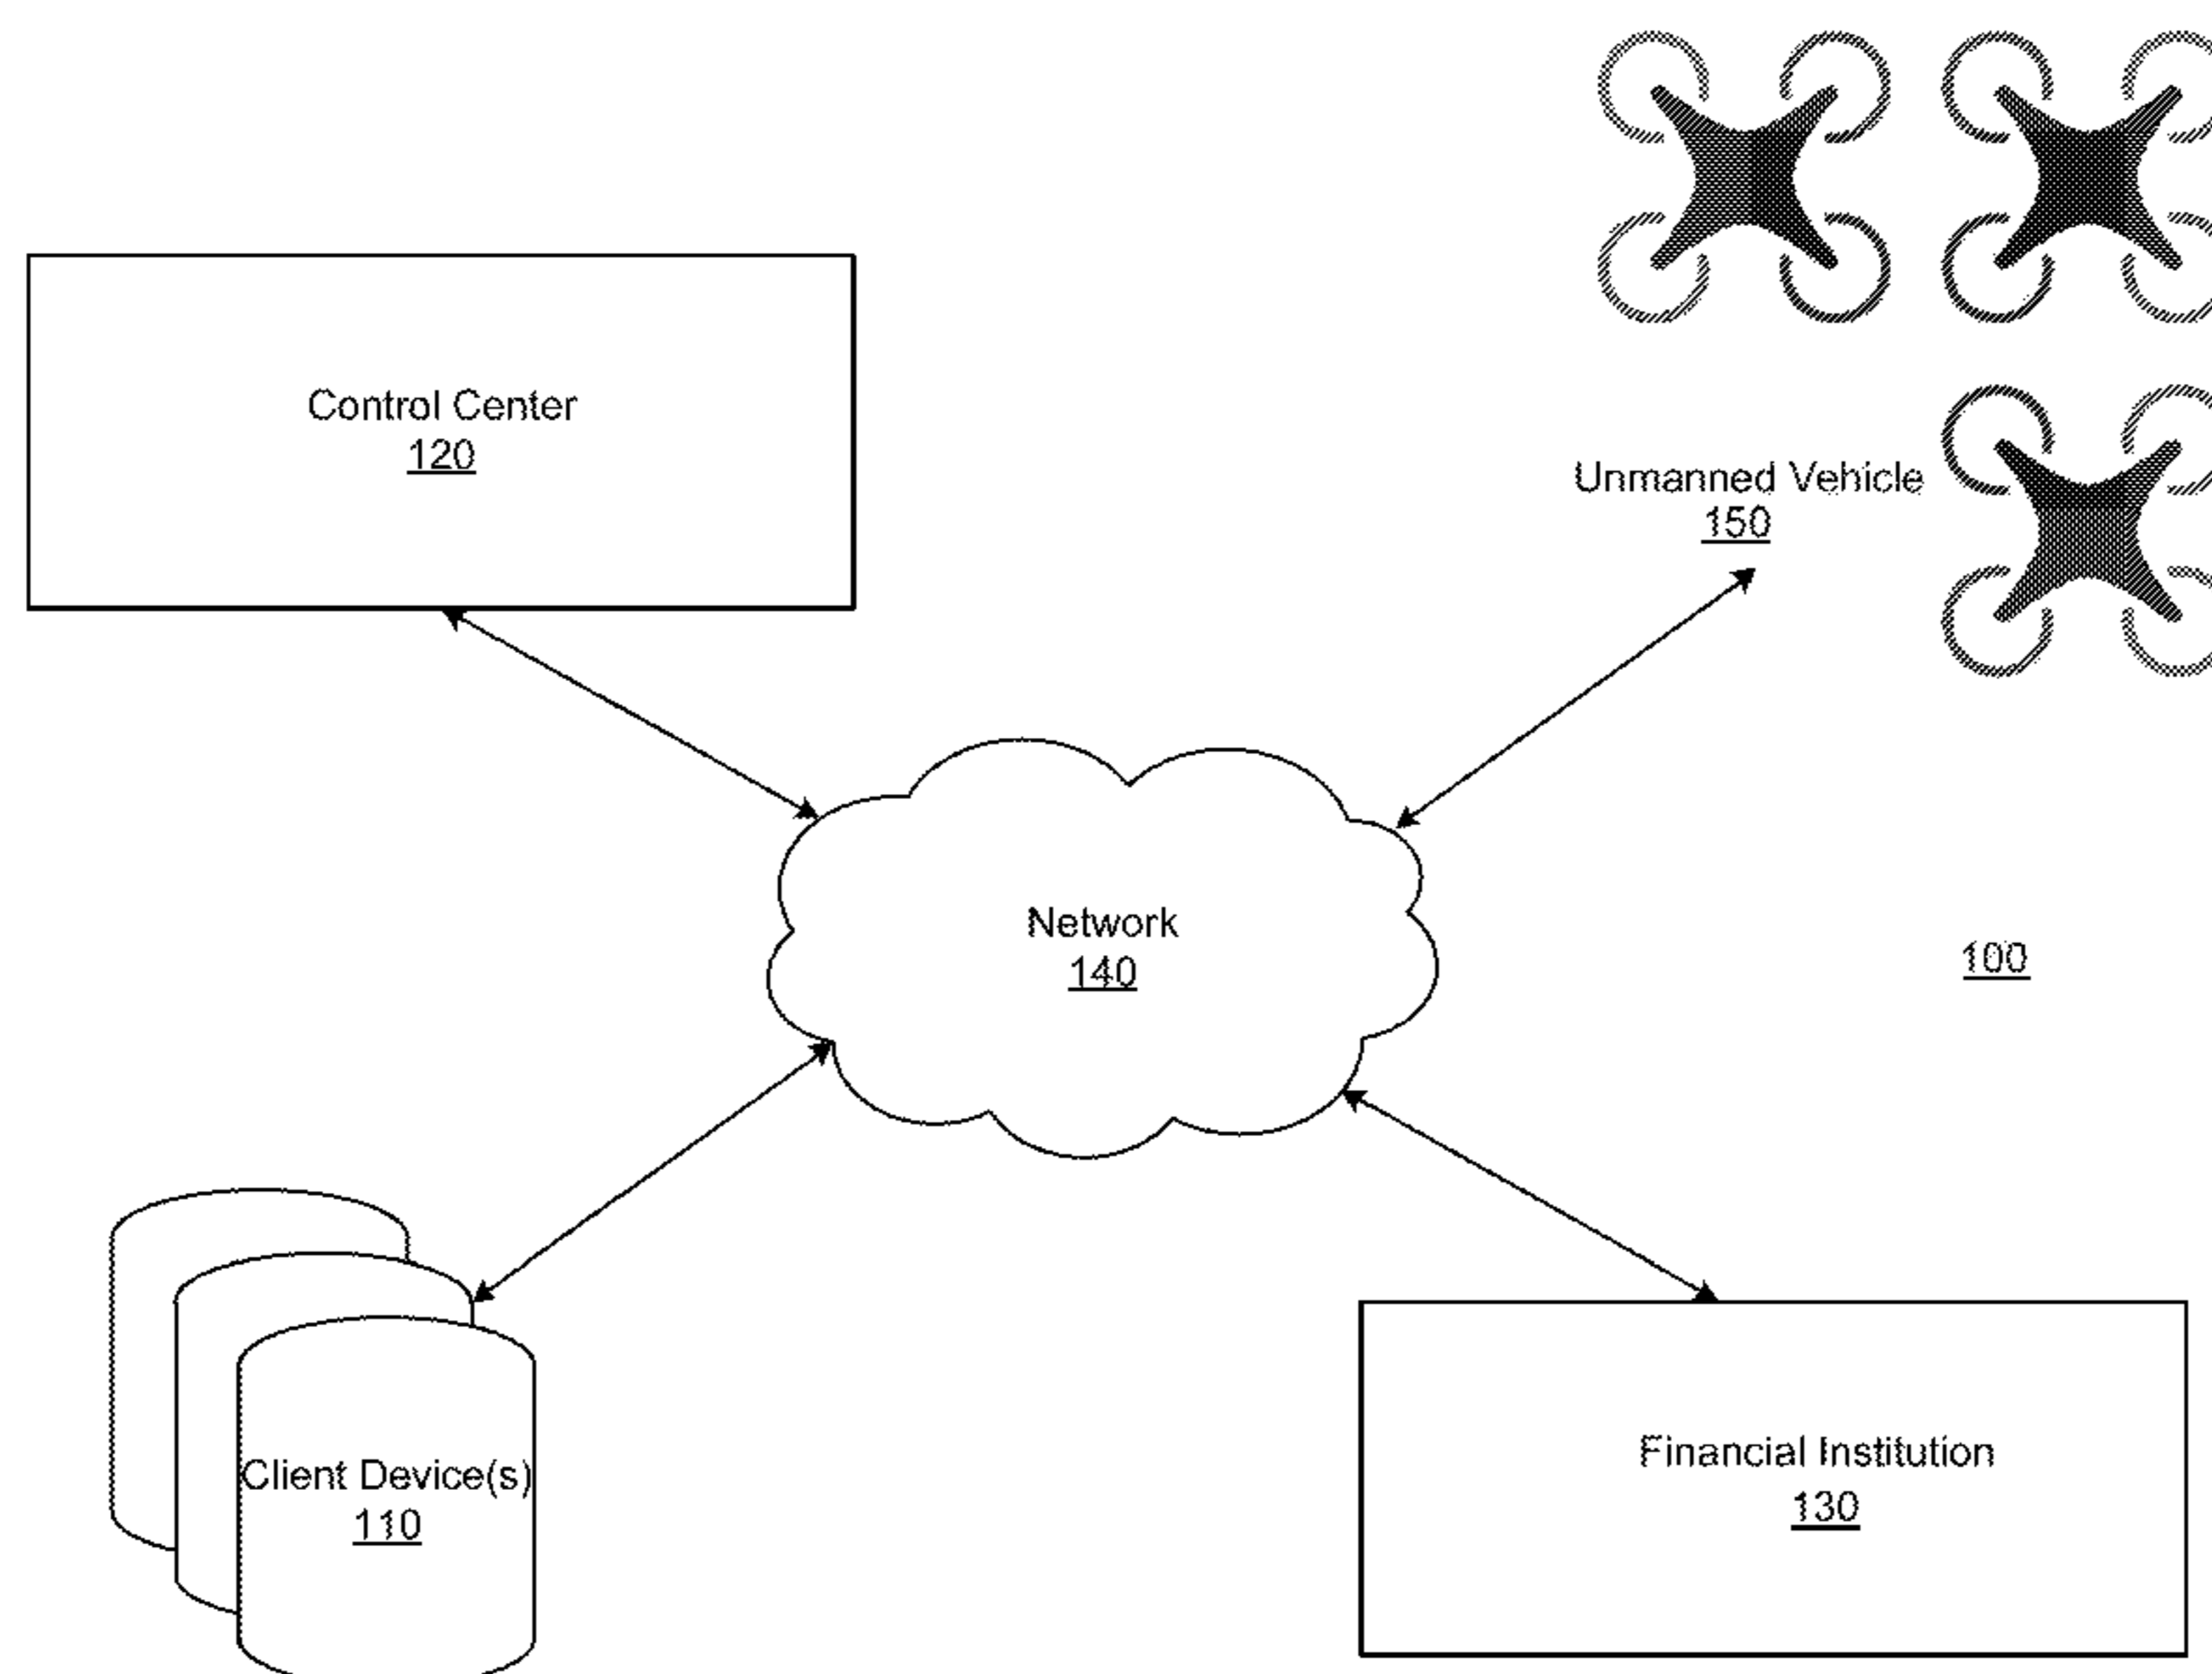 Control Center
120
Unmanned Vehicle
150
Network
140
100
Client Device(s)
110
Financial Institution
130